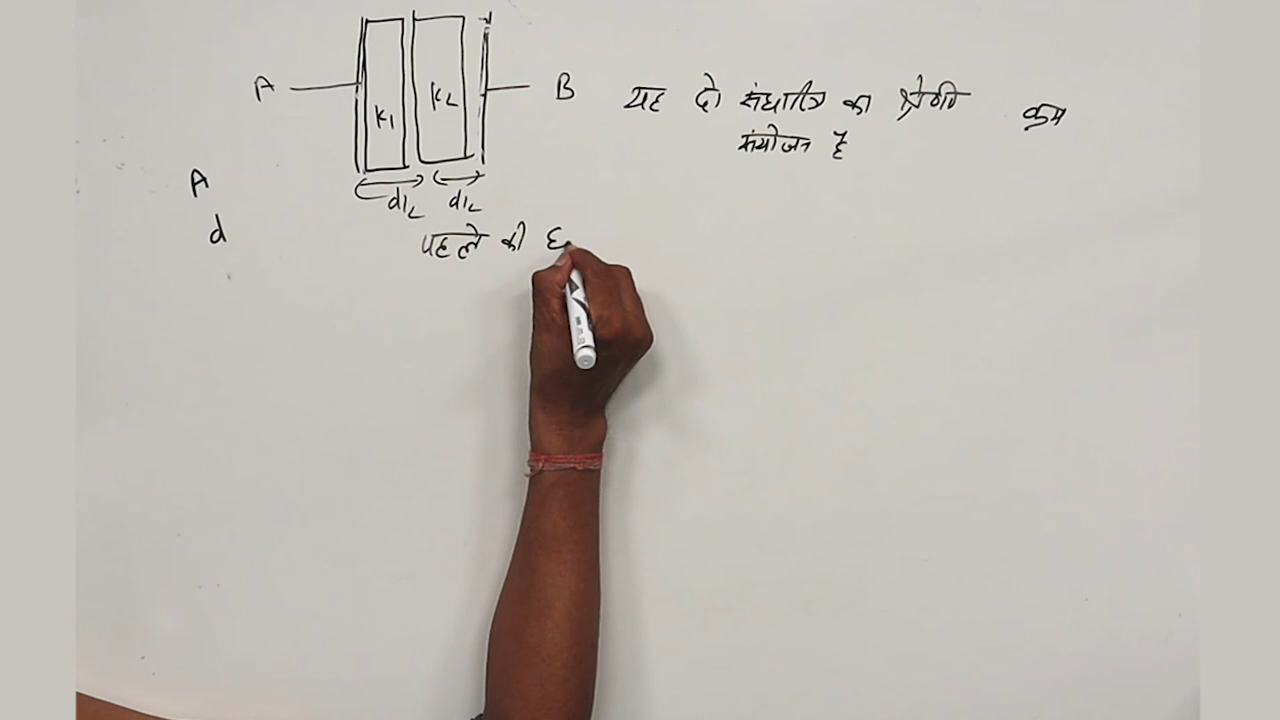 A
K1
K2
B
यह दो संधारित्र का श्रेणी क्रम
संयोजन है
d/2
d/2
A
d
पहले की ध